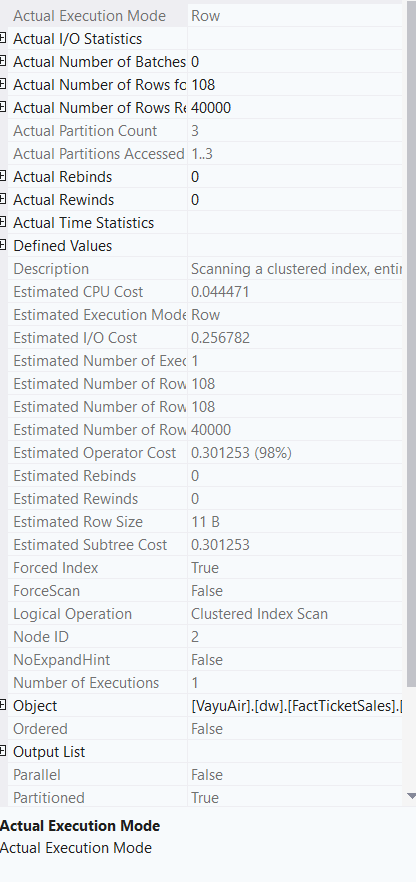 Actual Execution Mode Row
Actual I/O Statistics
Actual Number of Batches 0
Actual Number of Rows fo 108
Actual Number of Rows Re 40000
Actual Partition Count 3
Actual Partitions Accessed 1..3
Actual Rebinds 0
Actual Rewinds 0
Actual Time Statistics
Defined Values
Description Scanning a clustered index, entir
Estimated CPU Cost 0.044471
Estimated Execution Mode Row
Estimated I/O Cost 0.256782
Estimated Number of Exec 1
Estimated Number of Row 108
Estimated Number of Row 108
Estimated Number of Row 40000
Estimated Operator Cost 0.301253 (98%)
Estimated Rebinds 0
Estimated Rewinds 0
Estimated Row Size 11 B
Estimated Subtree Cost 0.301253
Forced Index True
ForceScan False
Logical Operation Clustered Index Scan
Node ID 2
NoExpandHint False
Number of Executions 1
Object [VayuAir].[dw].[FactTicketSales].[
Ordered False
Output List
Parallel False
Partitioned True
Actual Execution Mode
Actual Execution Mode